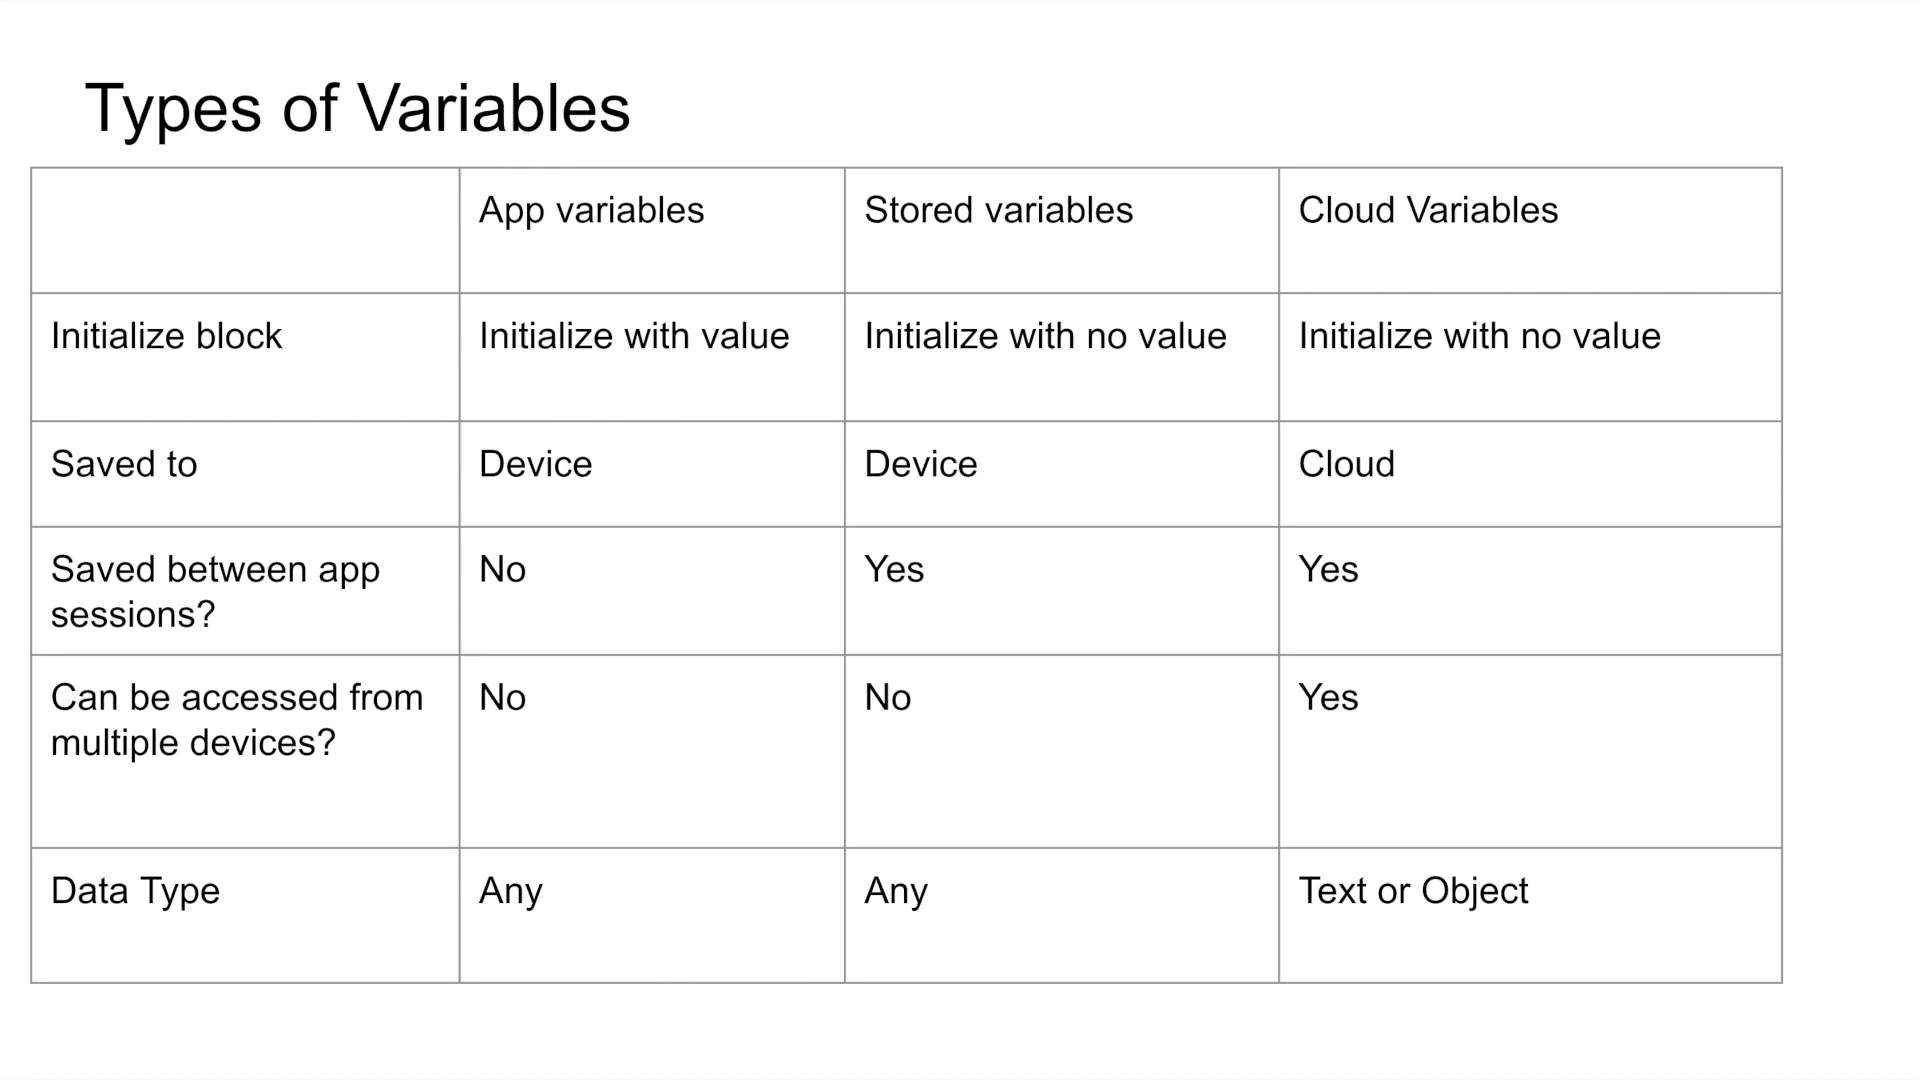 Types of Variables
App variables
Stored variables
Cloud Variables
Initialize block
Initialize with value
Initialize with no value
Initialize with no value
Saved to
Device
Device
Cloud
Saved between app
sessions?
No
Yes
Yes
Can be accessed from
multiple devices?
No
No
Yes
Data Type
Any
Any
Text or Object